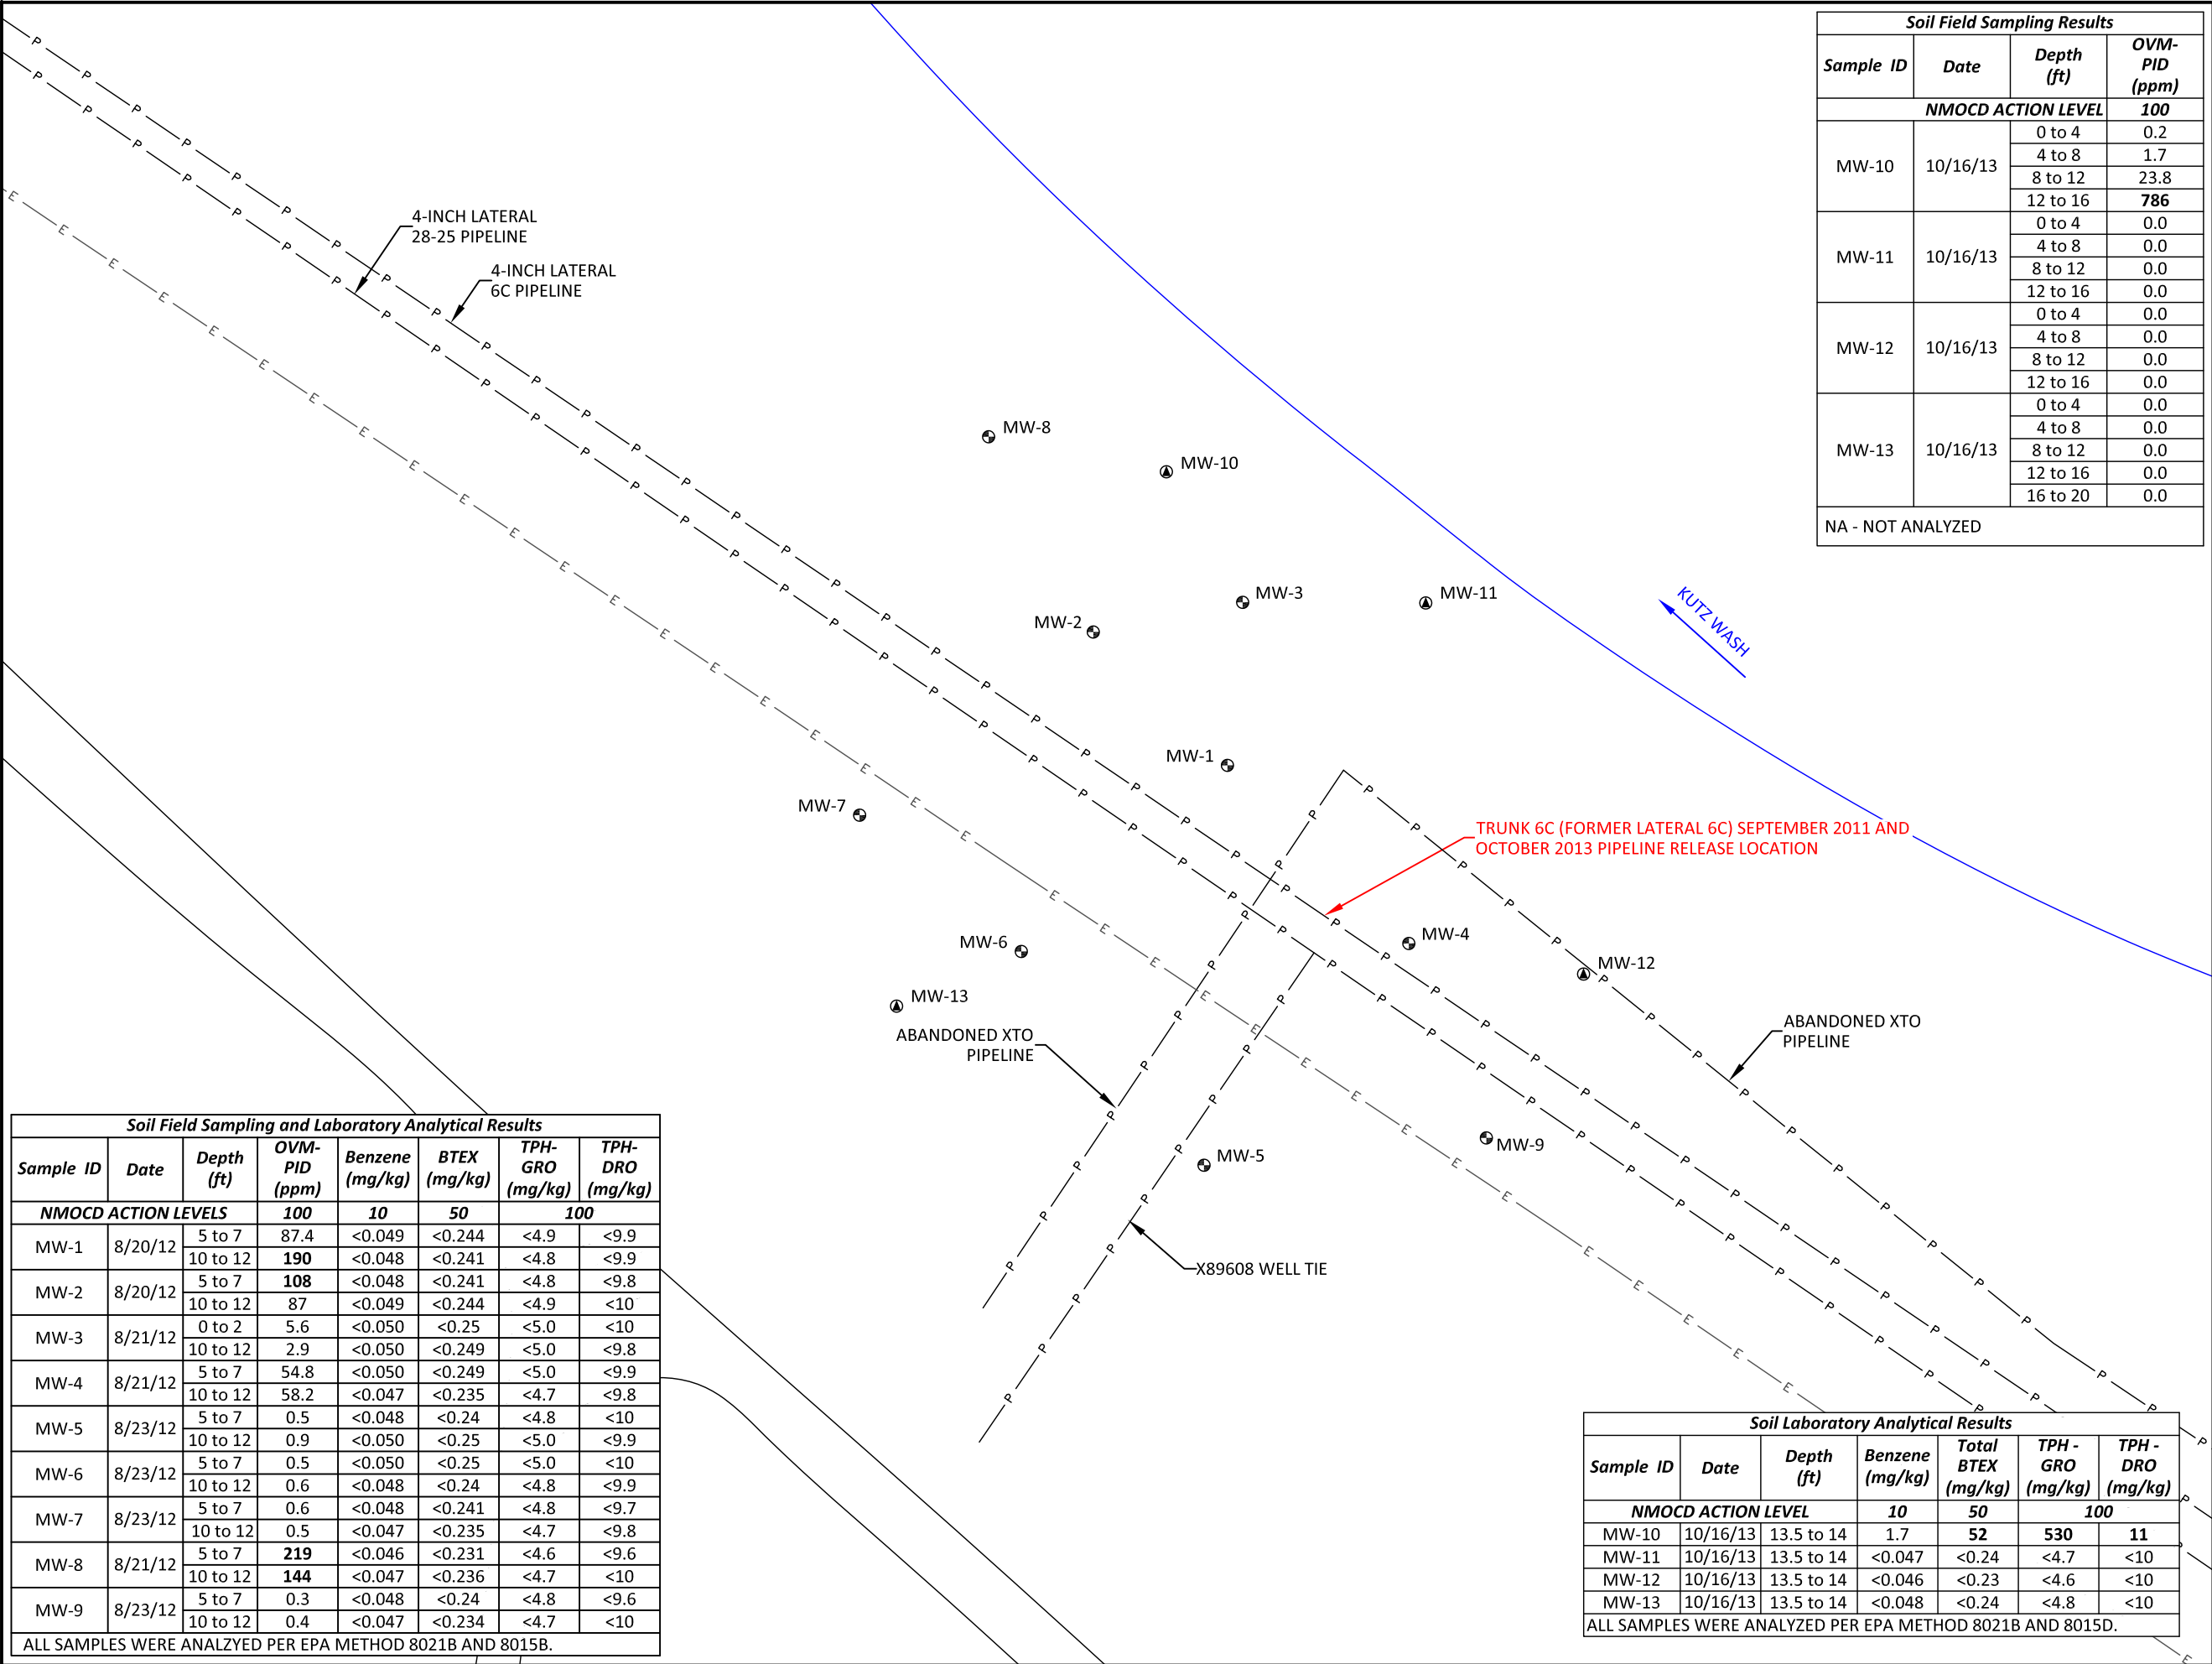 Soil Field Sampling Results
Sample ID Date Depth (ft) OVM-PID (ppm)
NMOCD ACTION LEVEL 100
MW-10 10/16/13 0 to 4 0.2
4 to 8 1.7
8 to 12 23.8
12 to 16 786
MW-11 10/16/13 0 to 4 0.0
4 to 8 0.0
8 to 12 0.0
12 to 16 0.0
MW-12 10/16/13 0 to 4 0.0
4 to 8 0.0
8 to 12 0.0
12 to 16 0.0
MW-13 10/16/13 0 to 4 0.0
4 to 8 0.0
8 to 12 0.0
12 to 16 0.0
16 to 20 0.0
NA - NOT ANALYZED
4-INCH LATERAL
28-25 PIPELINE
4-INCH LATERAL
6C PIPELINE
MW-8
MW-10
MW-3
MW-11
MW-2
KUTZ WASH
MW-1
MW-7
TRUNK 6C (FORMER LATERAL 6C) SEPTEMBER 2011 AND
OCTOBER 2013 PIPELINE RELEASE LOCATION
MW-4
MW-6
MW-12
MW-13
ABANDONED XTO
PIPELINE
ABANDONED XTO
PIPELINE
MW-9
MW-5
X89608 WELL TIE
Soil Field Sampling and Laboratory Analytical Results
Sample ID Date Depth (ft) OVM-PID (ppm) Benzene (mg/kg) BTEX (mg/kg) TPH-GRO (mg/kg) TPH-DRO (mg/kg)
NMOCD ACTION LEVELS 100 10 50 100
MW-1 8/20/12 5 to 7 87.4 <0.049 <0.244 <4.9 <9.9
10 to 12 190 <0.048 <0.241 <4.8 <9.9
MW-2 8/20/12 5 to 7 108 <0.048 <0.241 <4.8 <9.8
10 to 12 87 <0.049 <0.244 <4.9 <10
MW-3 8/21/12 0 to 2 5.6 <0.050 <0.25 <5.0 <10
10 to 12 2.9 <0.050 <0.249 <5.0 <9.8
MW-4 8/21/12 5 to 7 54.8 <0.050 <0.249 <5.0 <9.9
10 to 12 58.2 <0.047 <0.235 <4.7 <9.8
MW-5 8/23/12 5 to 7 0.5 <0.048 <0.24 <4.8 <10
10 to 12 0.9 <0.050 <0.25 <5.0 <9.9
MW-6 8/23/12 5 to 7 0.5 <0.050 <0.25 <5.0 <10
10 to 12 0.6 <0.048 <0.24 <4.8 <9.9
MW-7 8/23/12 5 to 7 0.6 <0.048 <0.241 <4.8 <9.7
10 to 12 0.5 <0.047 <0.235 <4.7 <9.8
MW-8 8/21/12 5 to 7 219 <0.046 <0.231 <4.6 <9.6
10 to 12 144 <0.047 <0.236 <4.7 <10
MW-9 8/23/12 5 to 7 0.3 <0.048 <0.24 <4.8 <9.6
10 to 12 0.4 <0.047 <0.234 <4.7 <10
ALL SAMPLES WERE ANALZYED PER EPA METHOD 8021B AND 8015B.
Soil Laboratory Analytical Results
Sample ID Date Depth (ft) Benzene (mg/kg) Total BTEX (mg/kg) TPH - GRO (mg/kg) TPH - DRO (mg/kg)
NMOCD ACTION LEVEL 10 50 100
MW-10 10/16/13 13.5 to 14 1.7 52 530 11
MW-11 10/16/13 13.5 to 14 <0.047 <0.24 <4.7 <10
MW-12 10/16/13 13.5 to 14 <0.046 <0.23 <4.6 <10
MW-13 10/16/13 13.5 to 14 <0.048 <0.24 <4.8 <10
ALL SAMPLES WERE ANALYZED PER EPA METHOD 8021B AND 8015D.